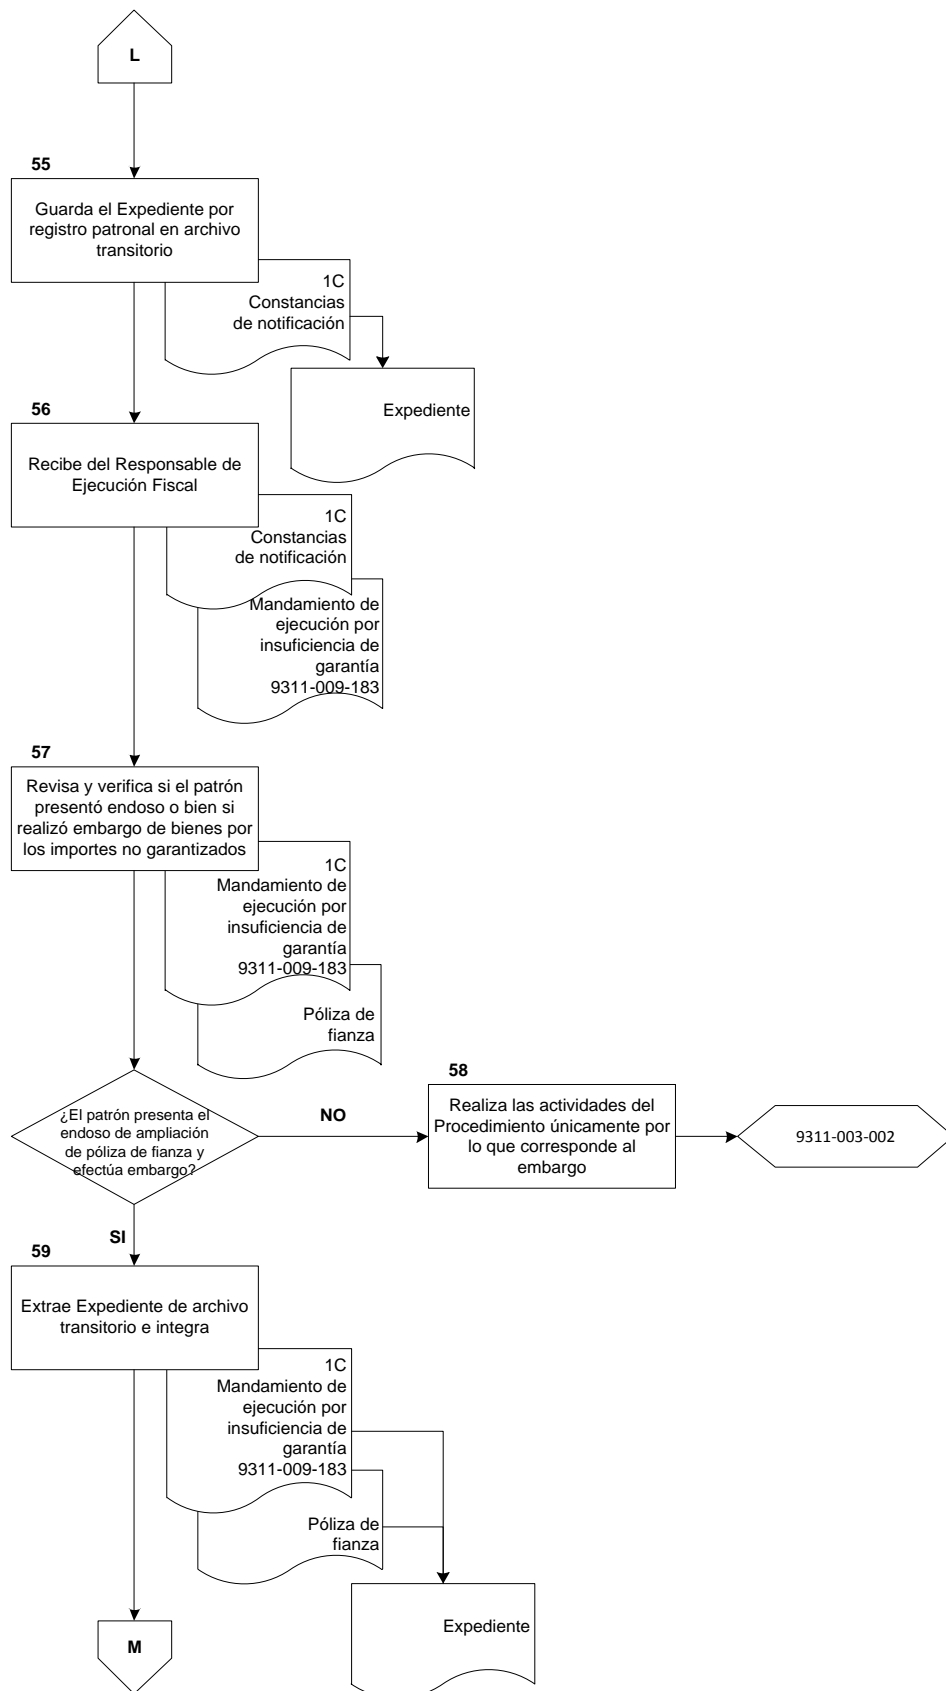 L
55
Guarda el Expediente por
registro patronal en archivo
transitorio
1C
Constancias
de notificación
Expediente
56
Recibe del Responsable de
Ejecución Fiscal
1C
Constancias
de notificación
Mandamiento de
ejecución por
insuficiencia de
garantía
9311-009-183
57
Revisa y verifica si el patrón
presentó endoso o bien si
realizó embargo de bienes por
los importes no garantizados
1C
Mandamiento de
ejecución por
insuficiencia de
garantía
9311-009-183
Póliza de
fianza
¿El patrón presenta el
endoso de ampliación
de póliza de fianza y
efectúa embargo?
NO
58
Realiza las actividades del
Procedimiento únicamente por
lo que corresponde al
embargo
9311-003-002
SI
59
Extrae Expediente de archivo
transitorio e integra
1C
Mandamiento de
ejecución por
insuficiencia de
garantía
9311-009-183
Póliza de
fianza
Expediente
M